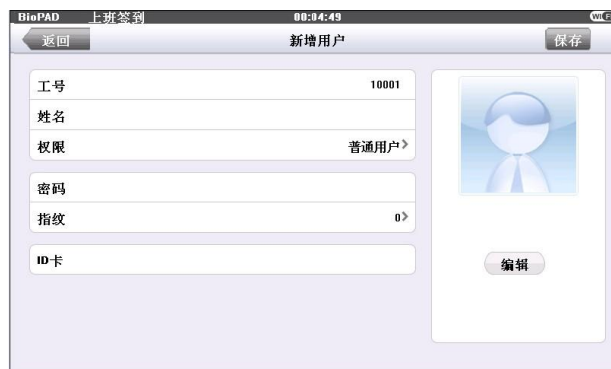 BioPAD 上班签到 00:04:49 WIF
返回 新增用户 保存
工号 10001
姓名
权限 普通用户>
密码
指纹 0>
ID卡
编辑